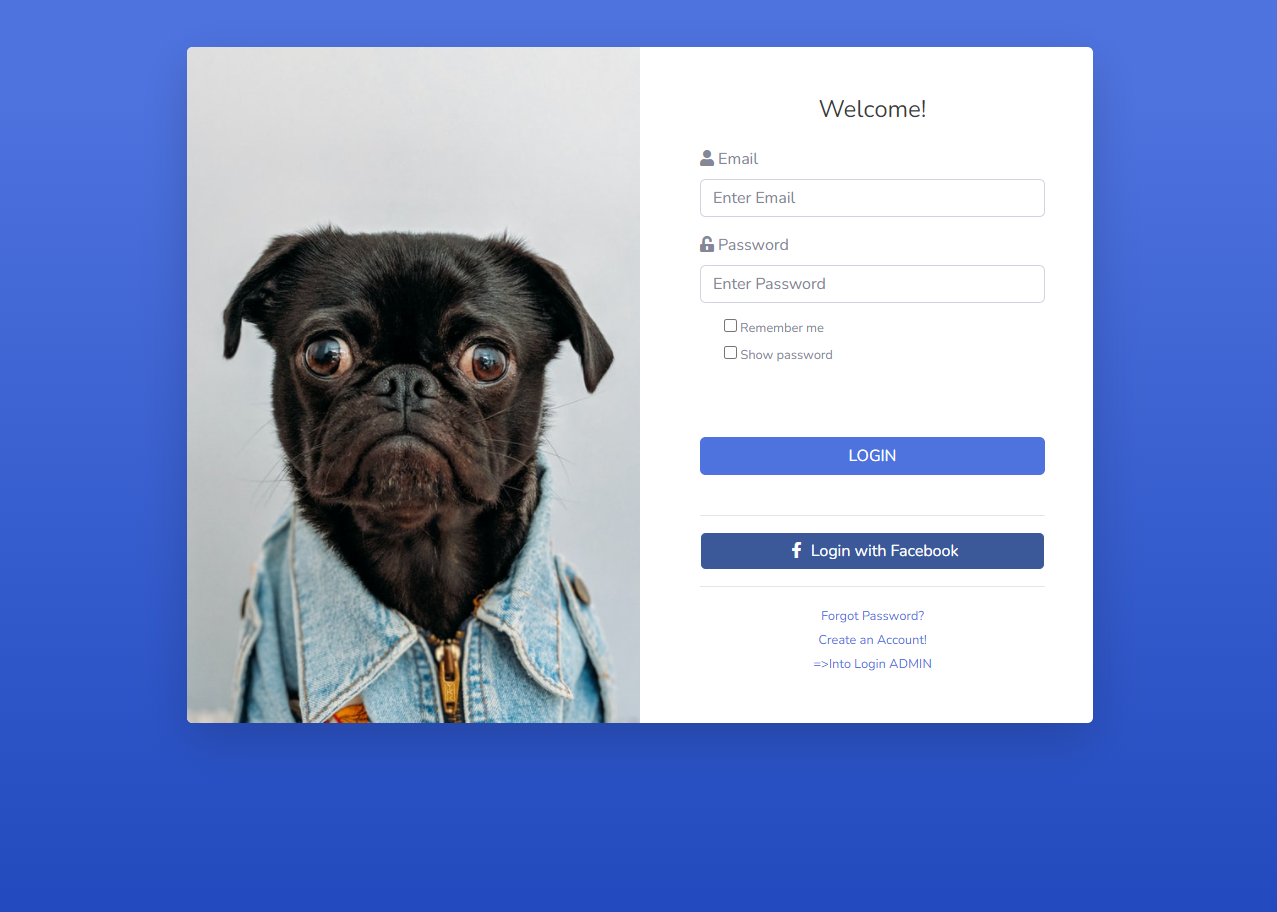 Welcome!
Email
Enter Email
Password
Enter Password
Remember me
Show password
LOGIN
Login with Facebook
Forgot Password?
Create an Account!
=>Into Login ADMIN